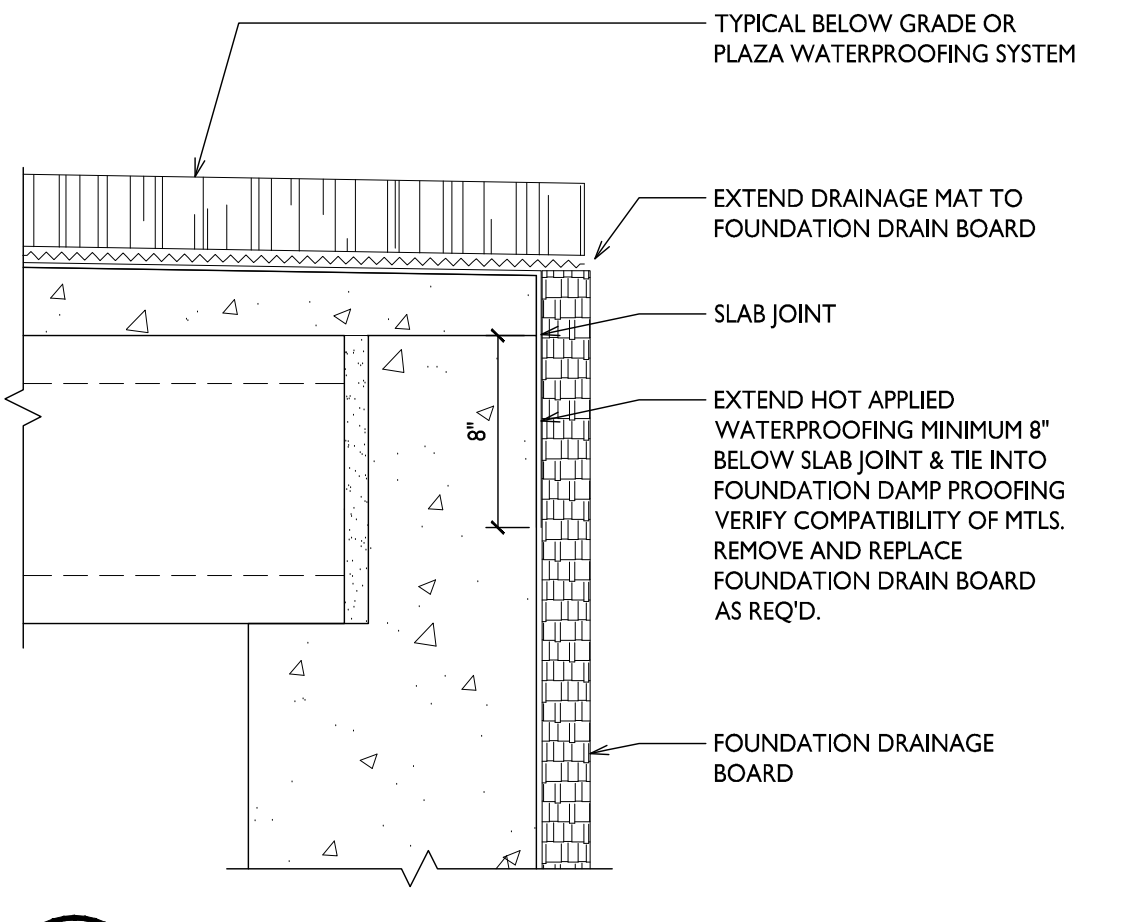 TYPICAL BELOW GRADE OR
PLAZA WATERPROOFING SYSTEM
EXTEND DRAINAGE MAT TO
FOUNDATION DRAIN BOARD
SLAB JOINT
EXTEND HOT APPLIED
WATERPROOFING MINIMUM 8"
BELOW SLAB JOINT & TIE INTO
FOUNDATION DAMP PROOFING
VERIFY COMPATIBILITY OF MTLS.
REMOVE AND REPLACE
FOUNDATION DRAIN BOARD
AS REQ'D.
8"
FOUNDATION DRAINAGE
BOARD